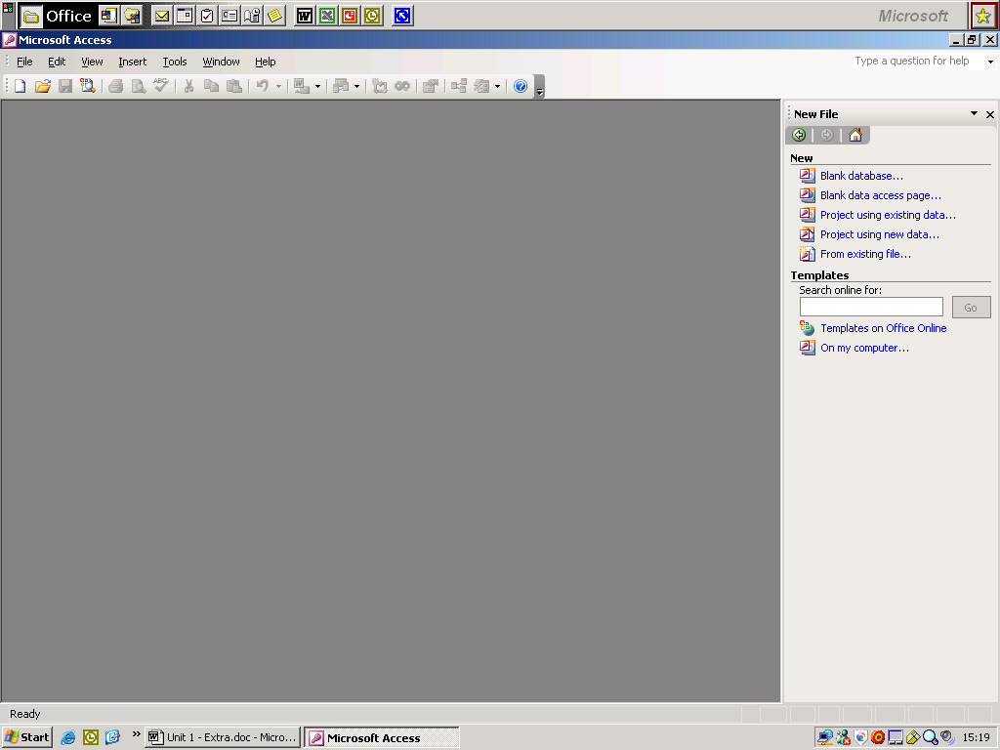 Office
Microsoft
Microsoft Access
File Edit View Insert Tools Window Help
Type a question for help
New File
New
Blank database...
Blank data access page...
Project using existing data...
Project using new data...
From existing file...
Templates
Search online for:
Go
Templates on Office Online
On my computer...
Ready
Start
»
Unit 1 - Extra.doc - Micro...
Microsoft Access
15:19